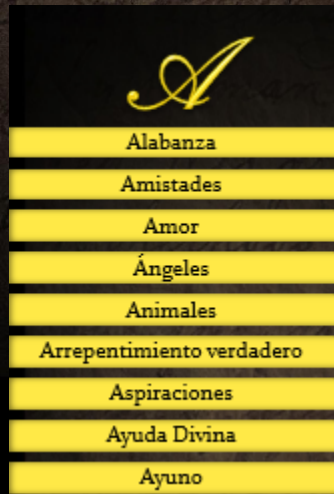 A
Alabanza
Amistades
Amor
Ángeles
Animales
Arrepentimiento verdadero
Aspiraciones
Ayuda Divina
Ayuno